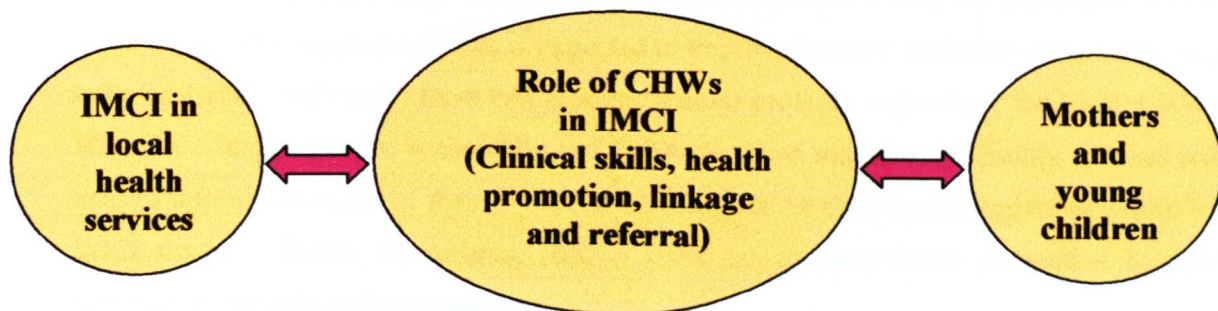 IMCI in
local
health
services
Role of CHWs
in IMCI
(Clinical skills, health
promotion, linkage
and referral)
Mothers
and
young
children